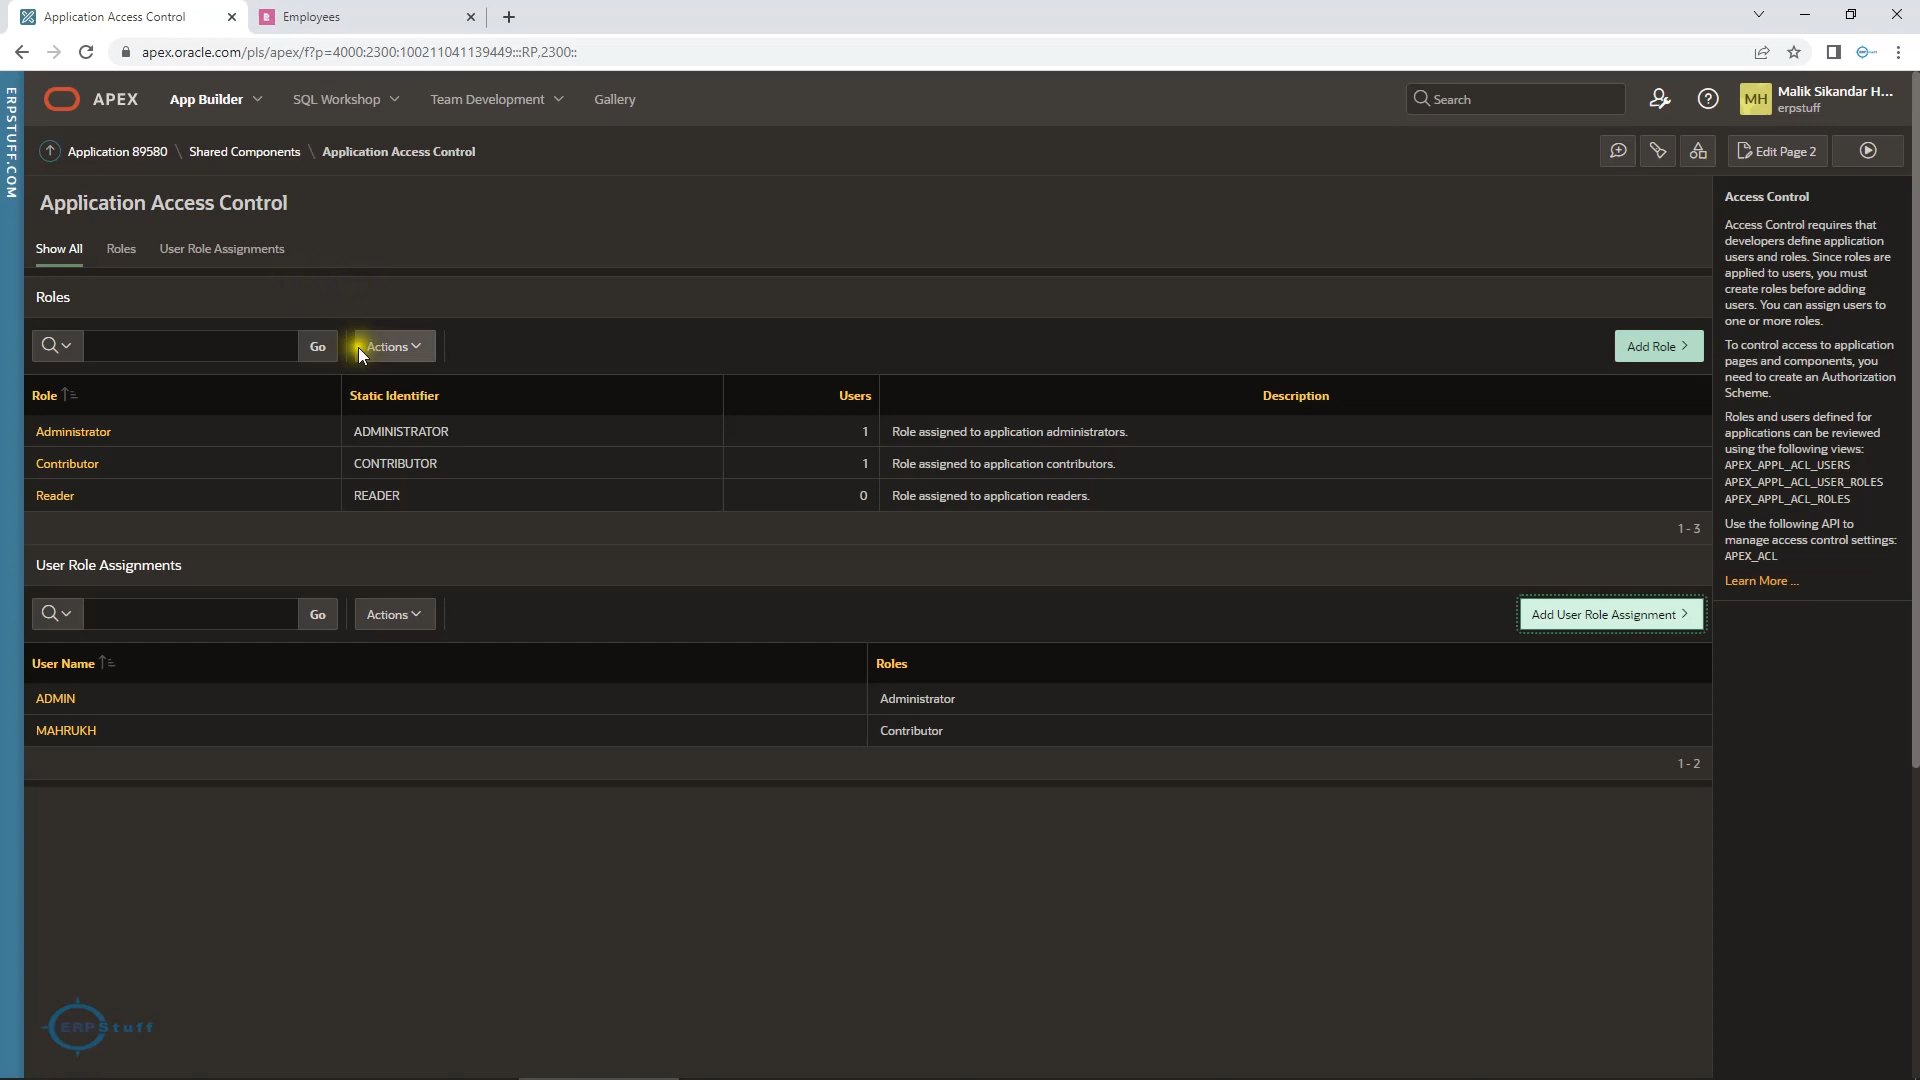 Application Access Control
Employees
apex.oracle.com/pls/apex/f?p=4000:2300:100211041139449:::RP,2300::
ERPSTUFF.COM
APEX
App Builder
SQL Workshop
Team Development
Gallery
Search
MH
Malik Sikandar H...
erpstuff
Application 89580 \ Shared Components \ Application Access Control
Edit Page 2
Application Access Control
Show All
Roles
User Role Assignments
Roles
Go
Actions
Add Role
Role
Static Identifier
Users
Description
Administrator
ADMINISTRATOR
1
Role assigned to application administrators.
Contributor
CONTRIBUTOR
1
Role assigned to application contributors.
Reader
READER
0
Role assigned to application readers.
1 - 3
User Role Assignments
Go
Actions
Add User Role Assignment
User Name
Roles
ADMIN
Administrator
MAHRUKH
Contributor
1 - 2
Access Control
Access Control requires that
developers define application
users and roles. Since roles are
applied to users, you must
create roles before adding
users. You can assign users to
one or more roles.
To control access to application
pages and components, you
need to create an Authorization
Scheme.
Roles and users defined for
applications can be reviewed
using the following views:
APEX_APPL_ACL_USERS
APEX_APPL_ACL_USER_ROLES
APEX_APPL_ACL_ROLES
Use the following API to
manage access control settings:
APEX_ACL
Learn More ...
ERPStuff